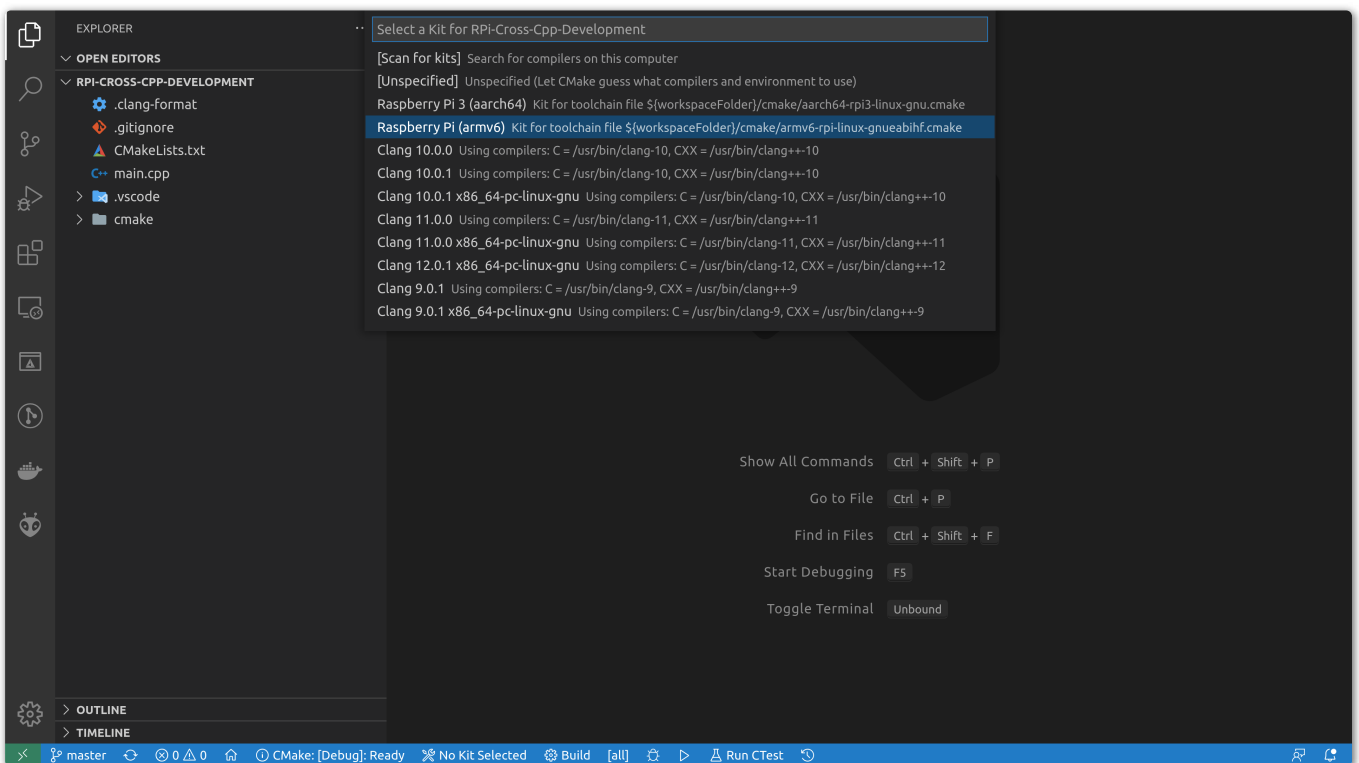 EXPLORER
OPEN EDITORS
RPI-CROSS-CPP-DEVELOPMENT
.clang-format
.gitignore
CMakeLists.txt
main.cpp
.vscode
cmake
OUTLINE
TIMELINE
Select a Kit for RPi-Cross-Cpp-Development
[Scan for kits] Search for compilers on this computer
[Unspecified] Unspecified (Let CMake guess what compilers and environment to use)
Raspberry Pi 3 (aarch64) Kit for toolchain file ${workspaceFolder}/cmake/aarch64-rpi3-linux-gnu.cmake
Raspberry Pi (armv6) Kit for toolchain file ${workspaceFolder}/cmake/armv6-rpi-linux-gnueabihf.cmake
Clang 10.0.0 Using compilers: C = /usr/bin/clang-10, CXX = /usr/bin/clang++-10
Clang 10.0.1 Using compilers: C = /usr/bin/clang-10, CXX = /usr/bin/clang++-10
Clang 10.0.1 x86_64-pc-linux-gnu Using compilers: C = /usr/bin/clang-10, CXX = /usr/bin/clang++-10
Clang 11.0.0 Using compilers: C = /usr/bin/clang-11, CXX = /usr/bin/clang++-11
Clang 11.0.0 x86_64-pc-linux-gnu Using compilers: C = /usr/bin/clang-11, CXX = /usr/bin/clang++-11
Clang 12.0.1 x86_64-pc-linux-gnu Using compilers: C = /usr/bin/clang-12, CXX = /usr/bin/clang++-12
Clang 9.0.1 Using compilers: C = /usr/bin/clang-9, CXX = /usr/bin/clang++-9
Clang 9.0.1 x86_64-pc-linux-gnu Using compilers: C = /usr/bin/clang-9, CXX = /usr/bin/clang++-9
Show All Commands Ctrl + Shift + P
Go to File Ctrl + P
Find in Files Ctrl + Shift + F
Start Debugging F5
Toggle Terminal Unbound
master 0 0 CMake: [Debug]: Ready No Kit Selected Build [all] Run CTest